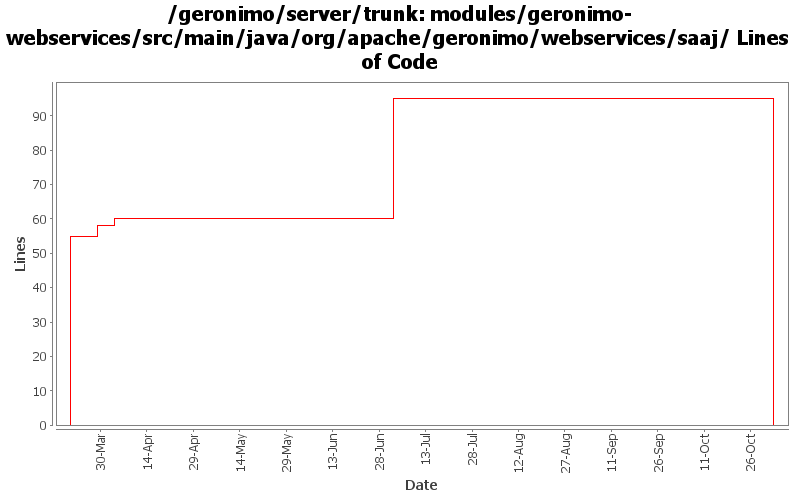 /geronimo/server/trunk: modules/geronimo-
webservices/src/main/java/org/apache/geronimo/webservices/saaj/ Lines
of Code
Lines
90
80
70
60
50
40
30
20
10
0
30-Mar
14-Apr
29-Apr
14-May
29-May
13-Jun
28-Jun
13-Jul
28-Jul
12-Aug
27-Aug
11-Sep
26-Sep
11-Oct
26-Oct
Date